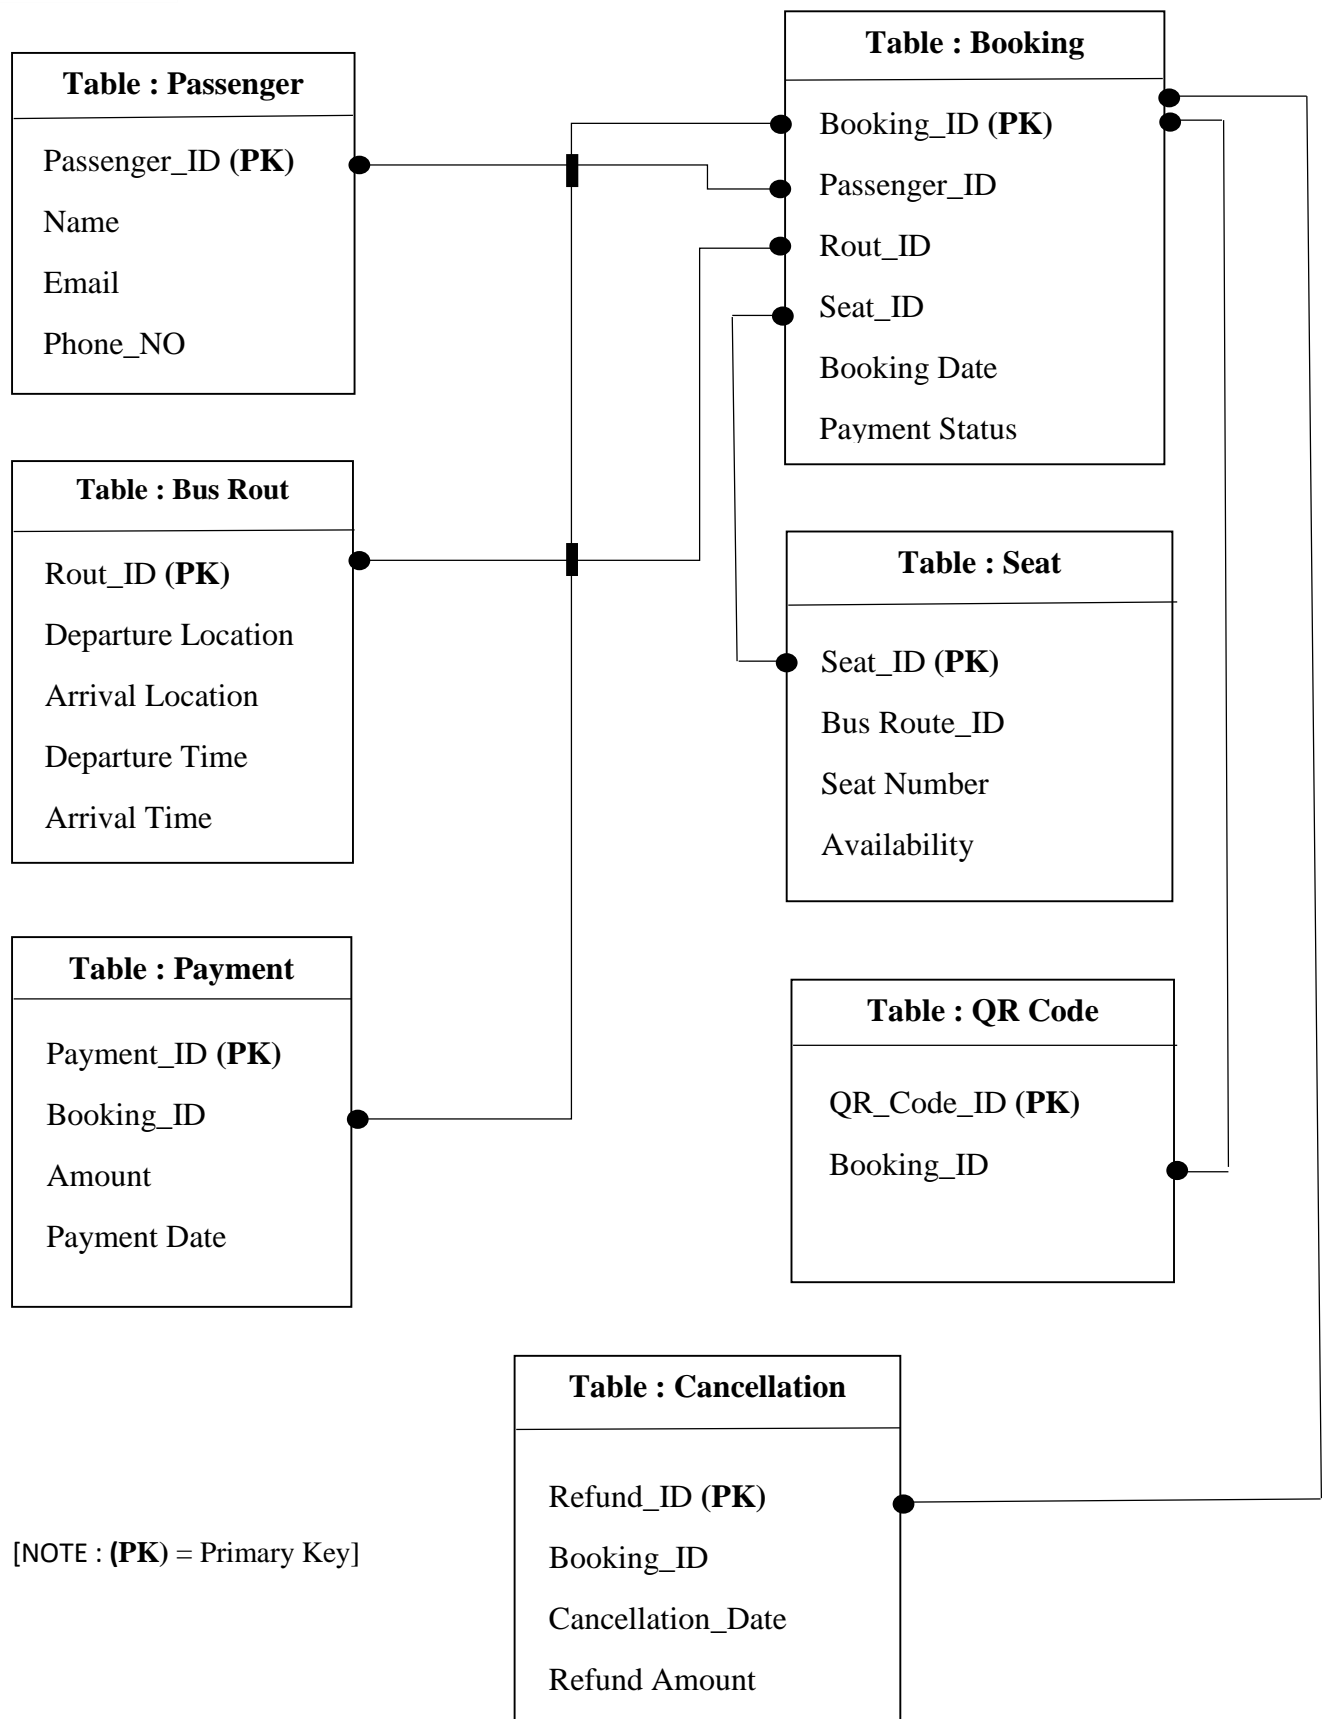 Table : Passenger
Passenger_ID (PK)
Name
Email
Phone_NO
Table : Booking
Booking_ID (PK)
Passenger_ID
Rout_ID
Seat_ID
Booking Date
Payment Status
Table : Bus Rout
Rout_ID (PK)
Departure Location
Arrival Location
Departure Time
Arrival Time
Table : Seat
Seat_ID (PK)
Bus Route_ID
Seat Number
Availability
Table : Payment
Payment_ID (PK)
Booking_ID
Amount
Payment Date
Table : QR Code
QR_Code_ID (PK)
Booking_ID
Table : Cancellation
Refund_ID (PK)
Booking_ID
Cancellation_Date
Refund Amount
[NOTE : (PK) = Primary Key]